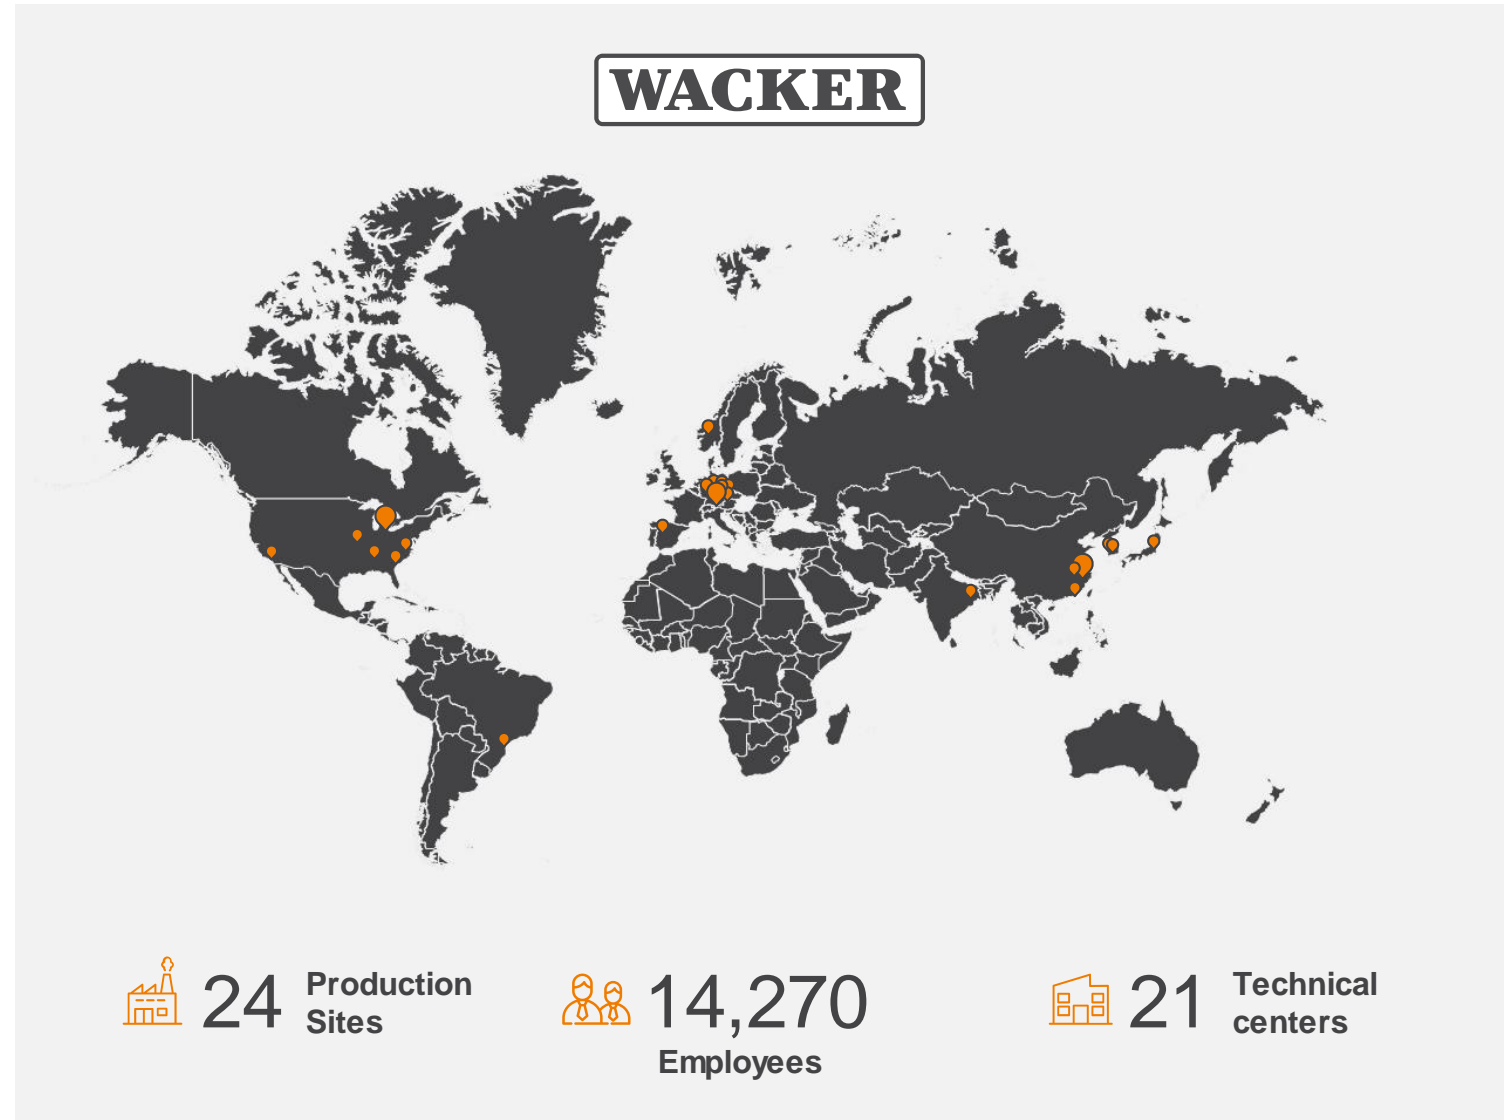 WACKER
24
Production
Sites
14,270
Employees
21
Technical
centers